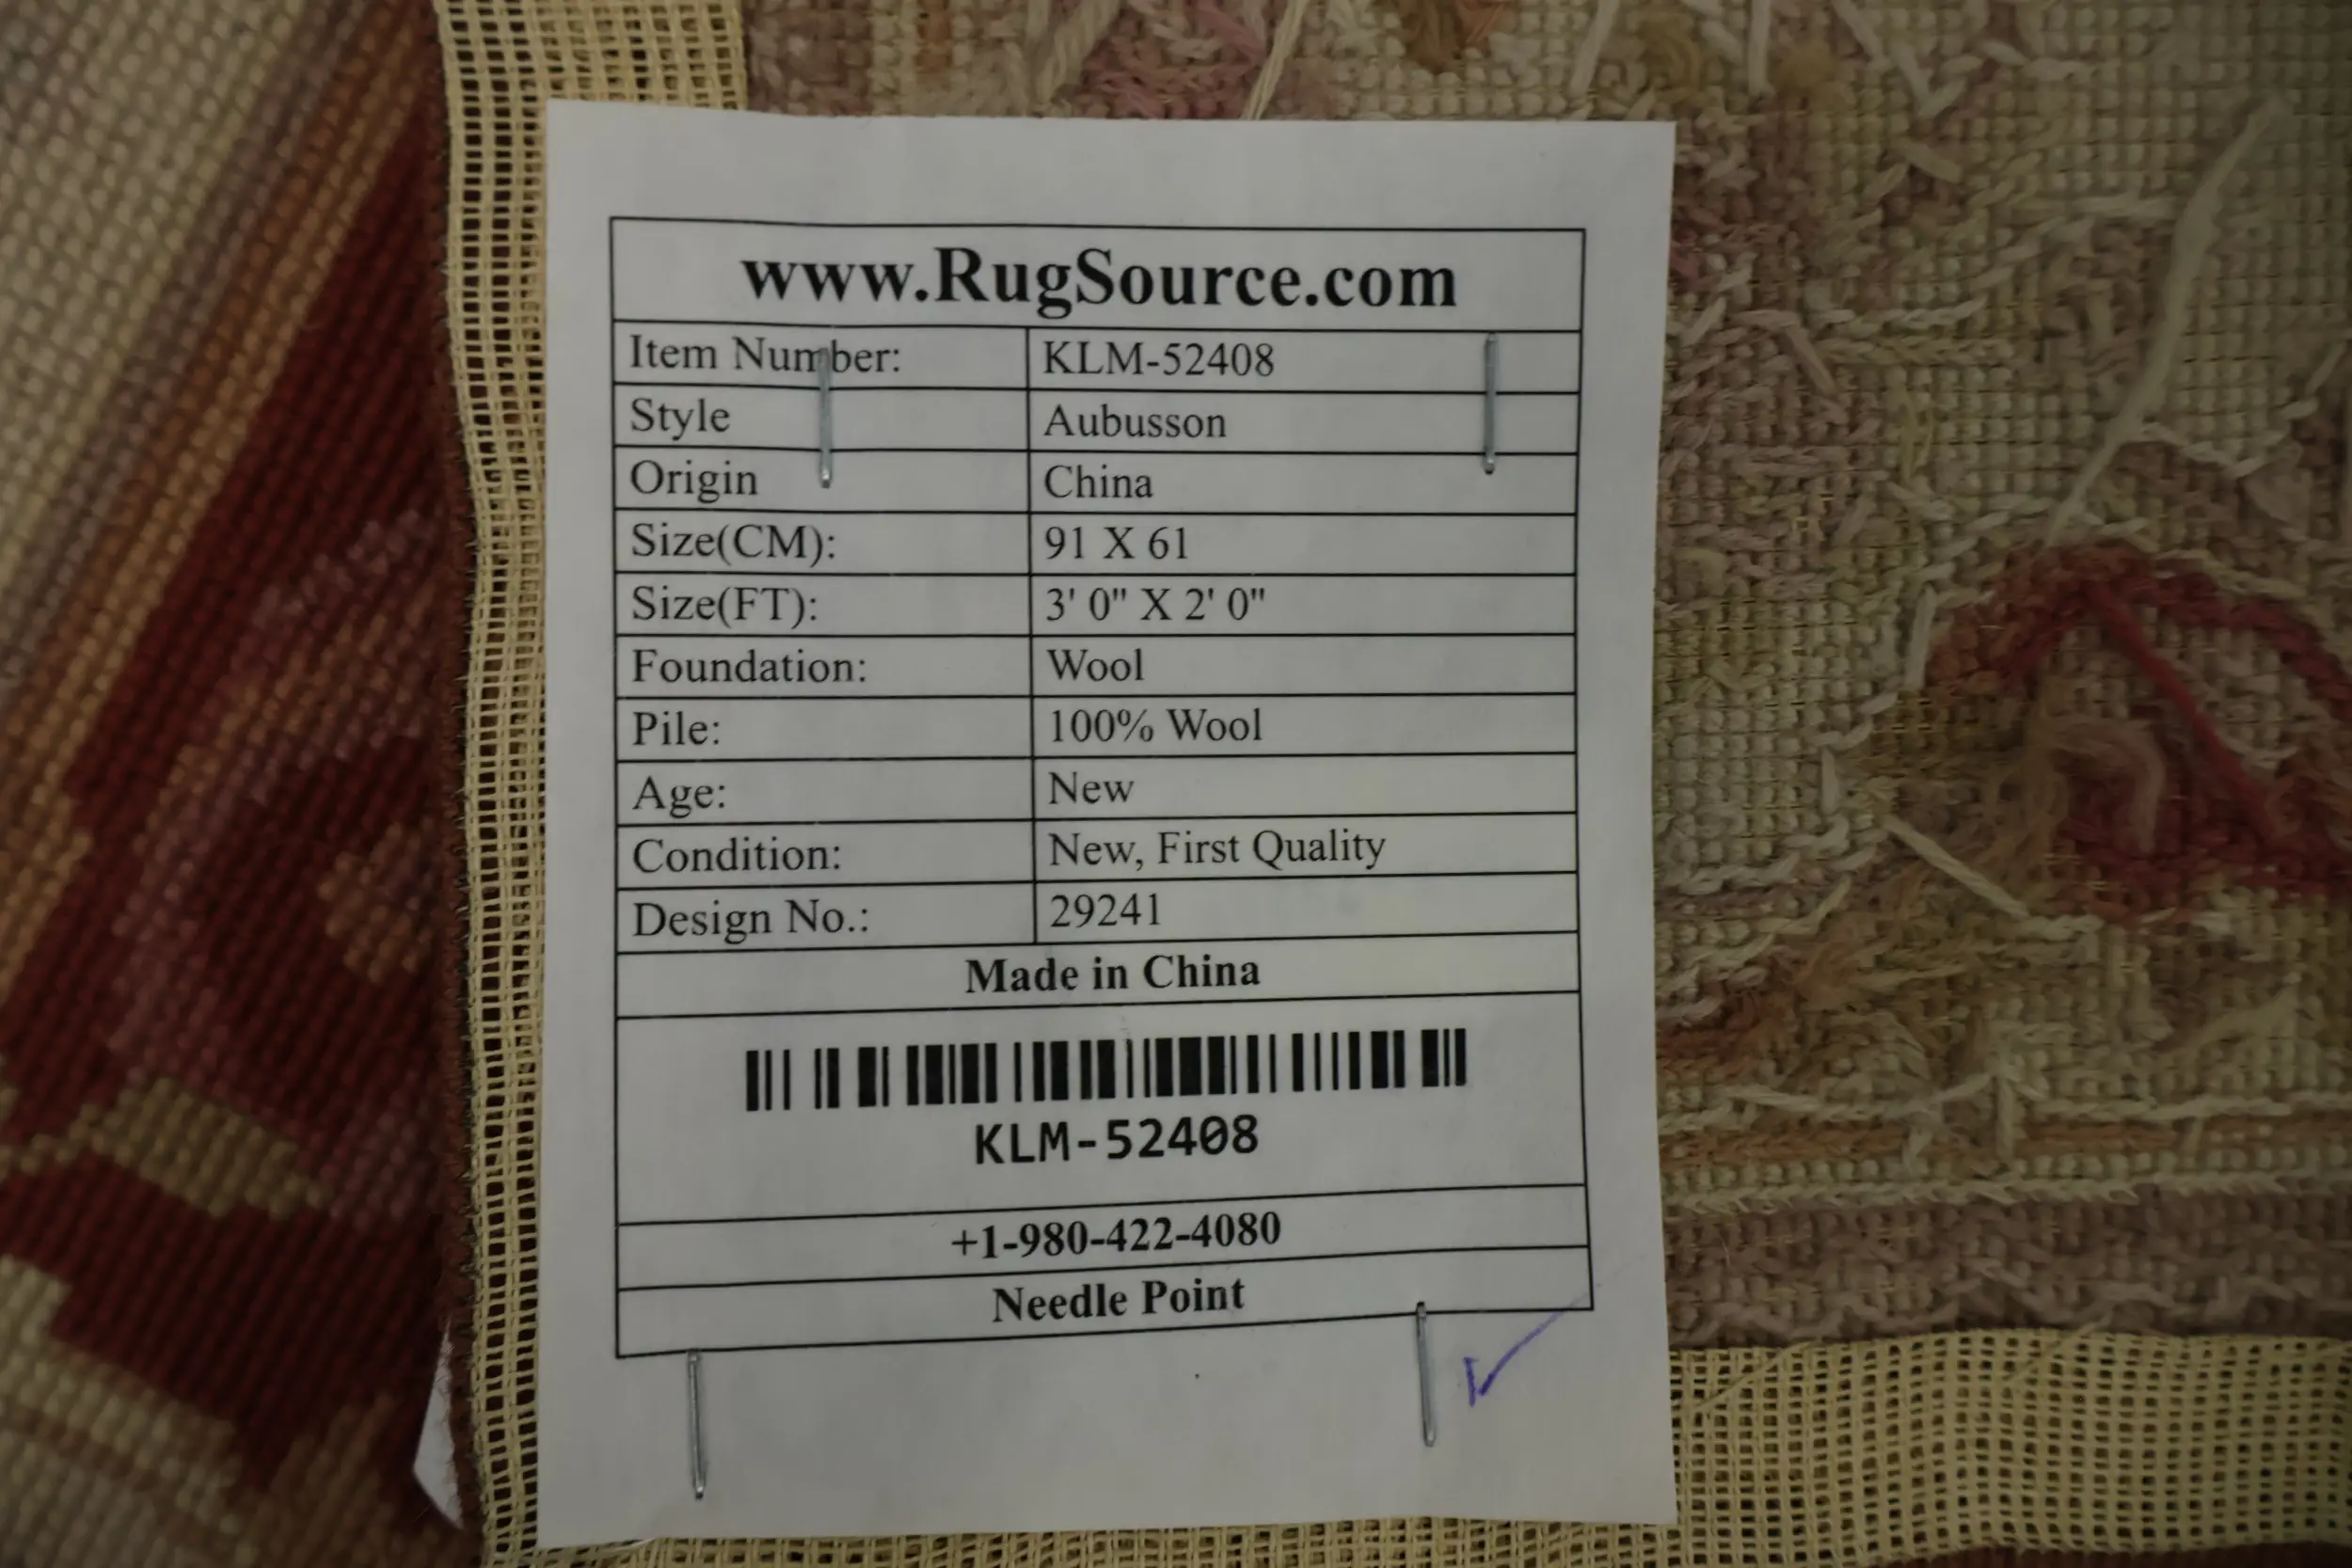 www.RugSource.com
Item Number: KLM-52408
Style Aubusson
Origin China
Size(CM): 91 X 61
Size(FT): 3' 0" X 2' 0"
Foundation: Wool
Pile: 100% Wool
Age: New
Condition: New, First Quality
Design No.: 29241
Made in China
KLM-52408
+1-980-422-4080
Needle Point